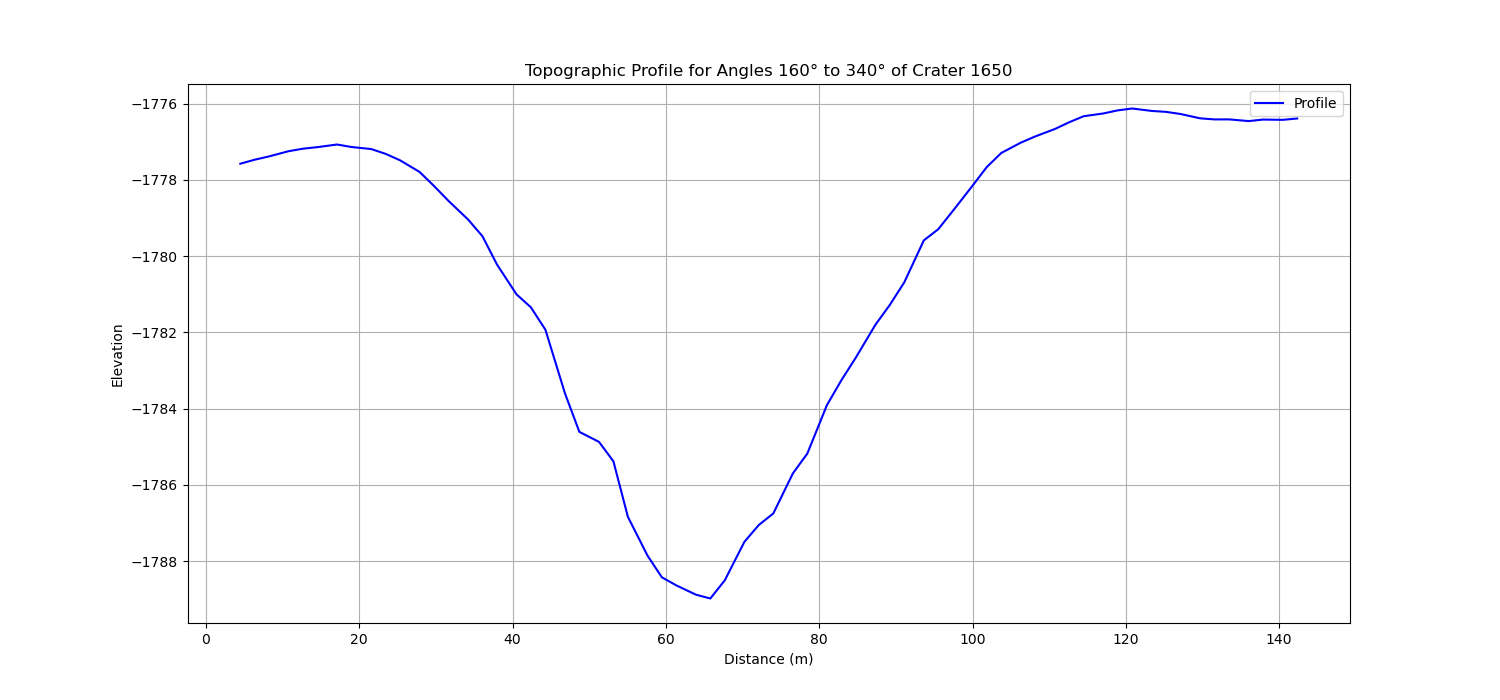 Topographic Profile for Angles 160° to 340° of Crater 1650
Profile
Elevation
−1776
−1778
−1780
−1782
−1784
−1786
−1788
0 20 40 60 80 100 120 140
Distance (m)